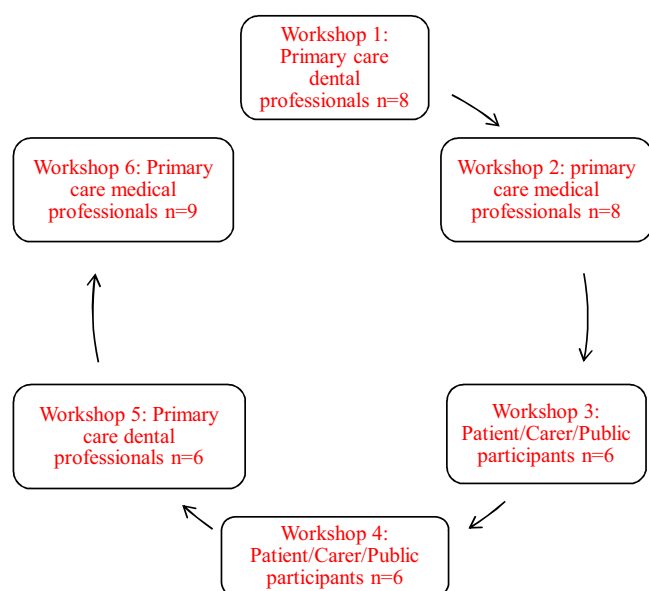 Workshop 1:
Primary care
dental
professionals n=8
Workshop 2: primary
care medical
professionals n=8
Workshop 3:
Patient/Carer/Public
participants n=6
Workshop 4:
Patient/Carer/Public
participants n=6
Workshop 5: Primary
care dental
professionals n=6
Workshop 6: Primary
care medical
professionals n=9